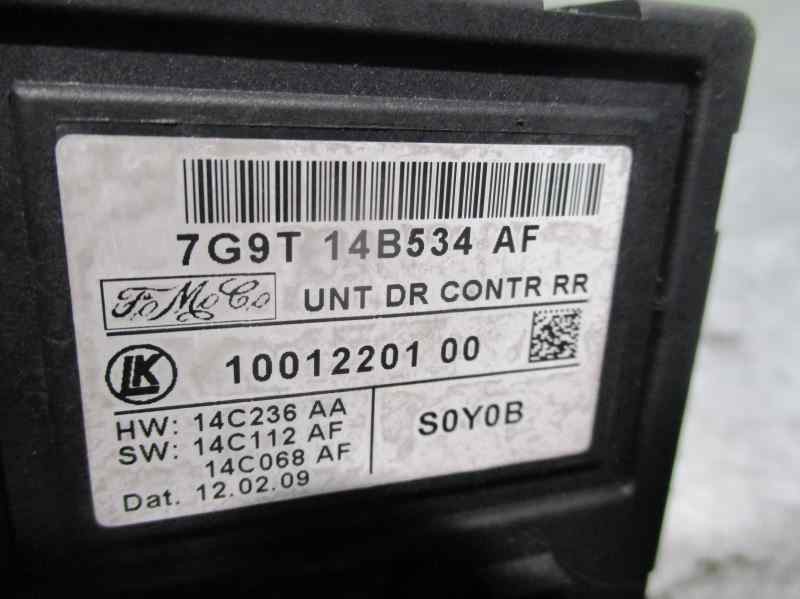 7G9T 14B534 AF
FoMoCo
UNT DR CONTR RR
LK
10012201 00
HW: 14C236 AA
SW: 14C112 AF
14C068 AF
Dat. 12.02.09
S0Y0B